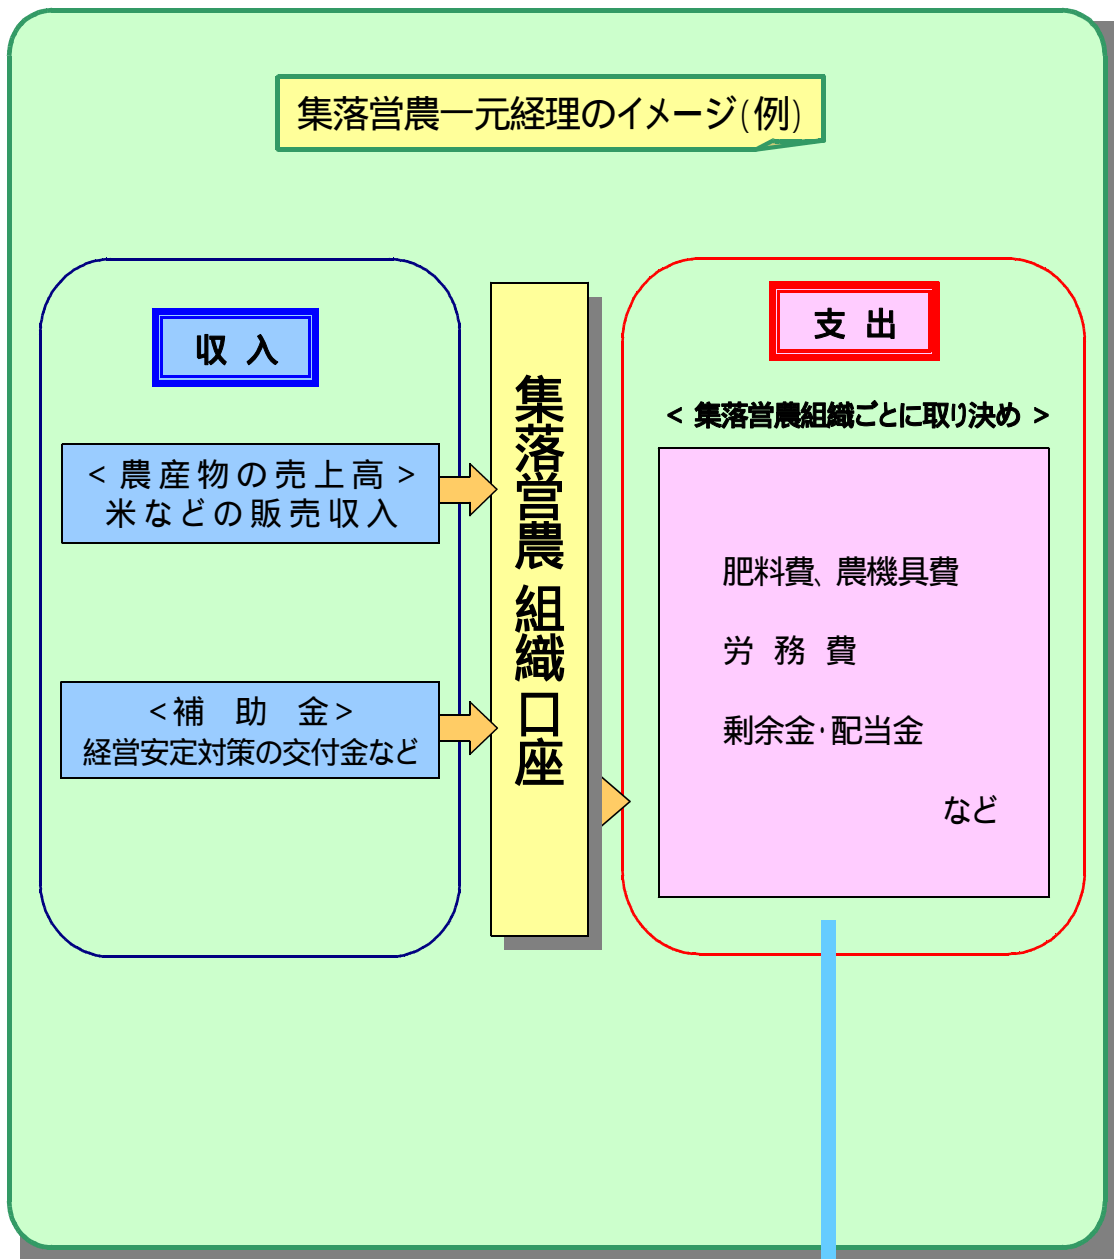 集落営農一元経理のイメージ(例)
収 入
<農産物の売上高>
米などの販売収入
<補 助 金>
経営安定対策の交付金など
集落営農組織口座
支 出
<集落営農組織ごとに取り決め>
肥料費、農機具費
労 務 費
剰余金・配当金
など